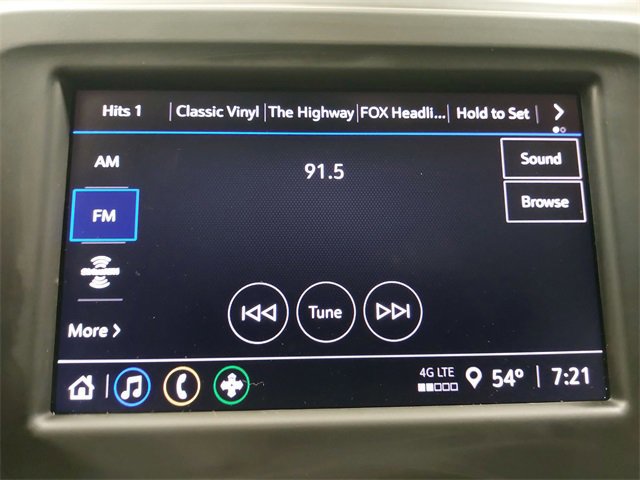 Hits 1 Classic Vinyl The Highway FOX Headli... Hold to Set
AM
91.5
Sound
FM
Browse
Tune
More
4G LTE
54° 7:21